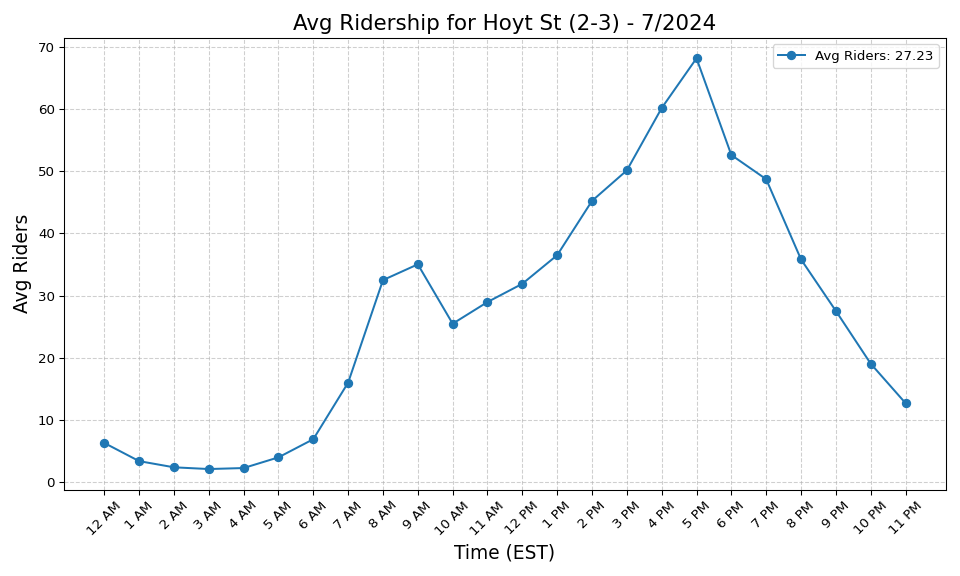 Avg Ridership for Hoyt St (2-3) - 7/2024
Avg Riders: 27.23
Avg Riders
70
60
50
40
30
20
10
0
12 AM
1 AM
2 AM
3 AM
4 AM
5 AM
6 AM
7 AM
8 AM
9 AM
10 AM
11 AM
12 PM
1 PM
2 PM
3 PM
4 PM
5 PM
6 PM
7 PM
8 PM
9 PM
10 PM
11 PM
Time (EST)